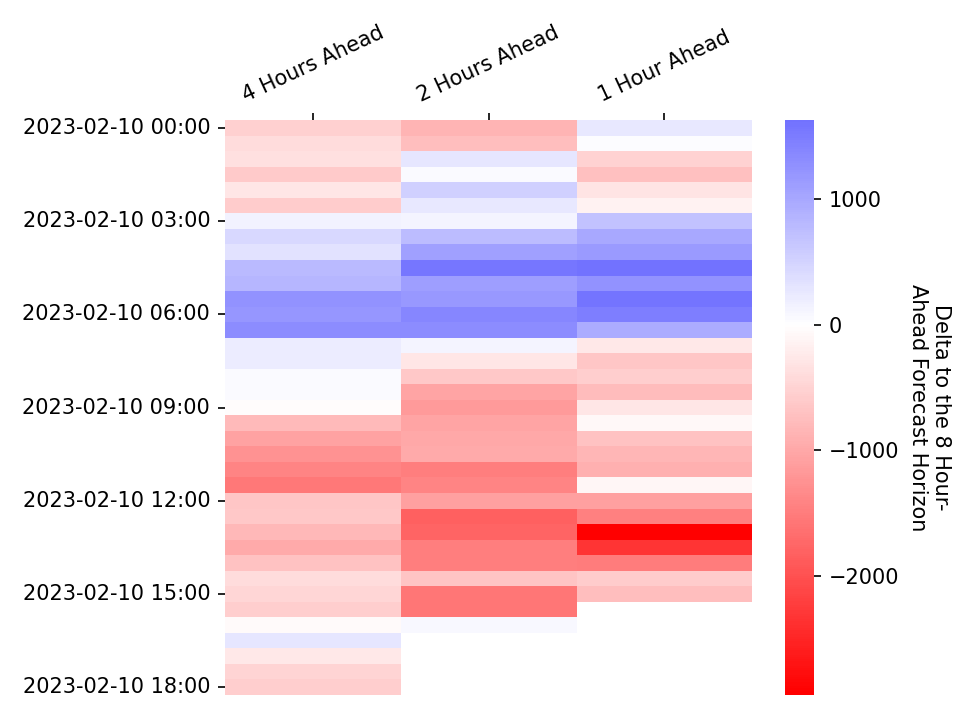 4 Hours Ahead
2 Hours Ahead
1 Hour Ahead
2023-02-10 00:00
2023-02-10 03:00
2023-02-10 06:00
2023-02-10 09:00
2023-02-10 12:00
2023-02-10 15:00
2023-02-10 18:00
1000
0
−1000
−2000
Delta to the 8 Hour-
Ahead Forecast Horizon